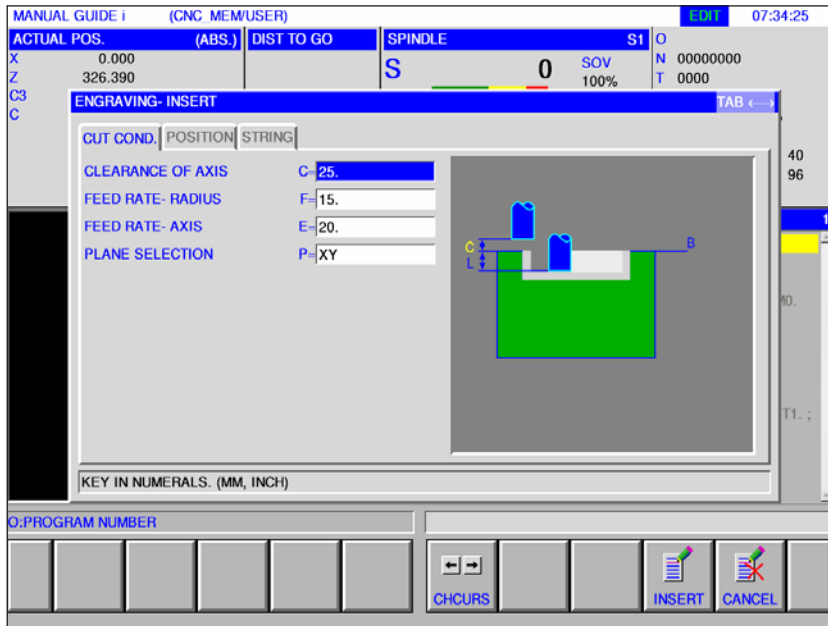 MANUAL GUIDE i (CNC_MEM/USER) EDIT 07:34:25
ACTUAL POS. (ABS.) DIST TO GO SPINDLE S1 O
X 0.000 S 0 SOV 100% N 00000000
Z 326.390 T 0000
C3
C
ENGRAVING- INSERT TAB ⟷
CUT COND. POSITION STRING
40
96
CLEARANCE OF AXIS C= 25.
FEED RATE- RADIUS F= 15.
FEED RATE- AXIS E= 20.
PLANE SELECTION P= XY
C B
L
1
M0.
T1. ;
KEY IN NUMERALS. (MM, INCH)
O:PROGRAM NUMBER
CHCURS INSERT CANCEL